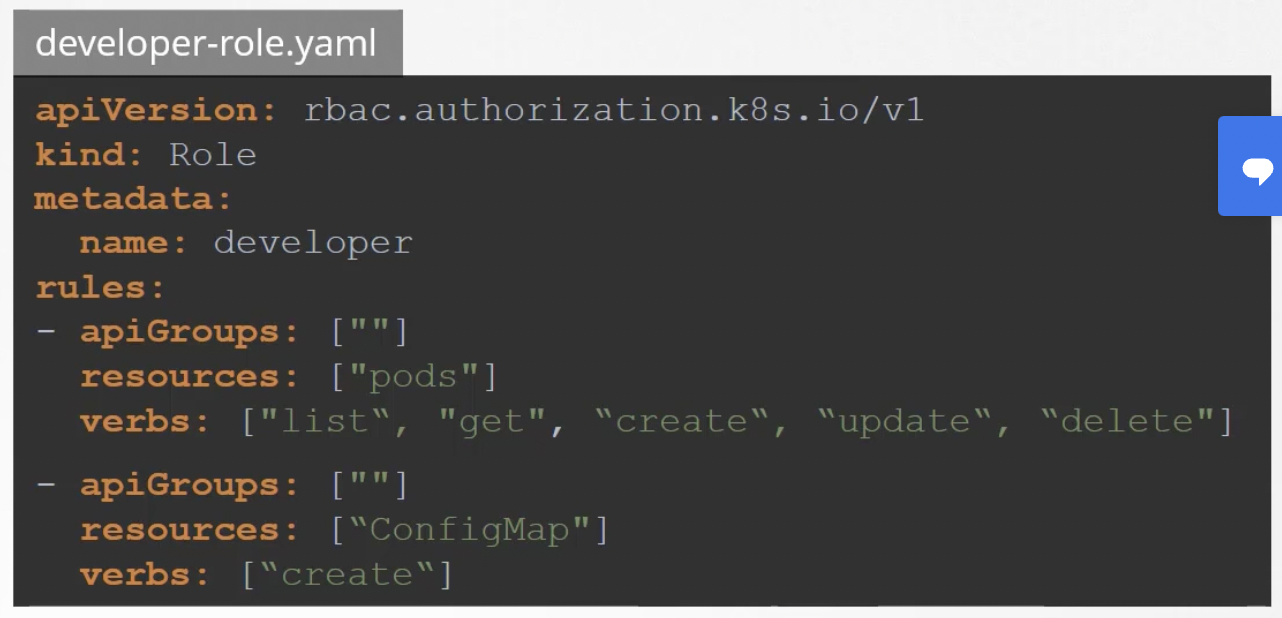 developer-role.yaml
apiVersion: rbac.authorization.k8s.io/v1
kind: Role
metadata:
  name: developer
rules:
- apiGroups: [""]
  resources: ["pods"]
  verbs: ["list“, "get", “create“, “update“, “delete"]
- apiGroups: [""]
  resources: [“ConfigMap"]
  verbs: [“create“]